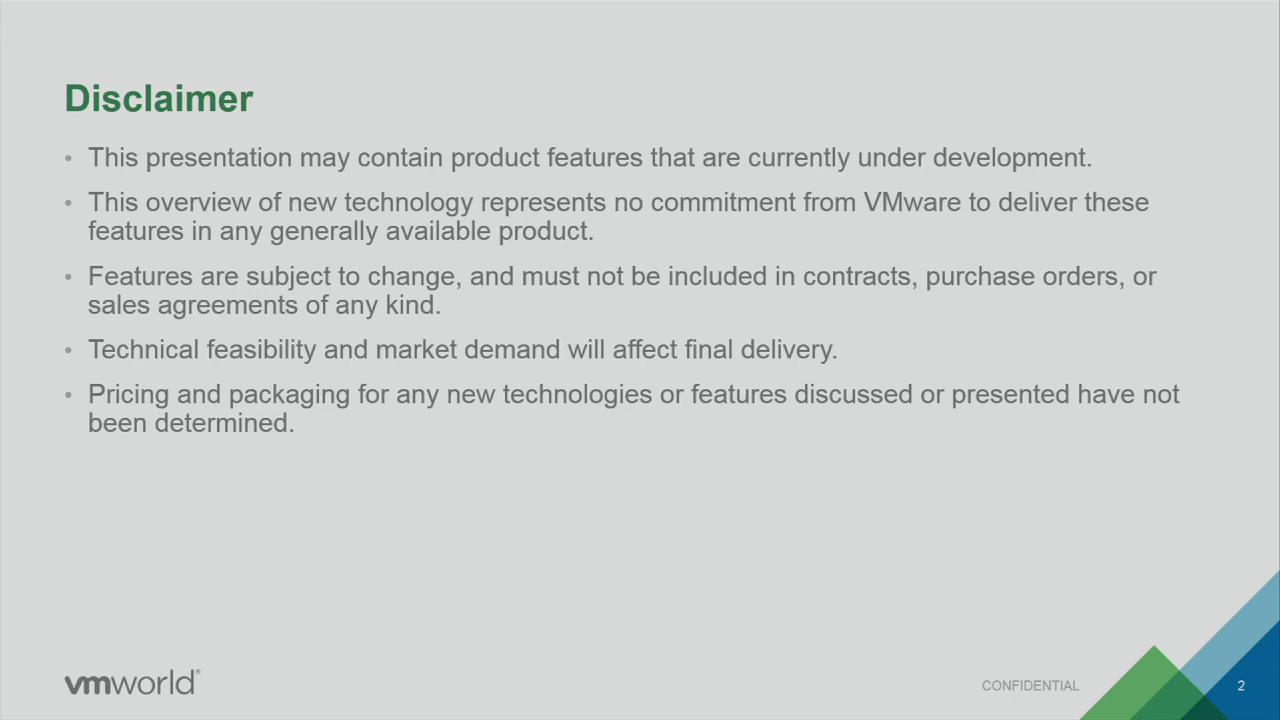 Disclaimer
• This presentation may contain product features that are currently under development.
• This overview of new technology represents no commitment from VMware to deliver these
features in any generally available product.
• Features are subject to change, and must not be included in contracts, purchase orders, or
sales agreements of any kind.
• Technical feasibility and market demand will affect final delivery.
• Pricing and packaging for any new technologies or features discussed or presented have not
been determined.
vmworld®
CONFIDENTIAL
2